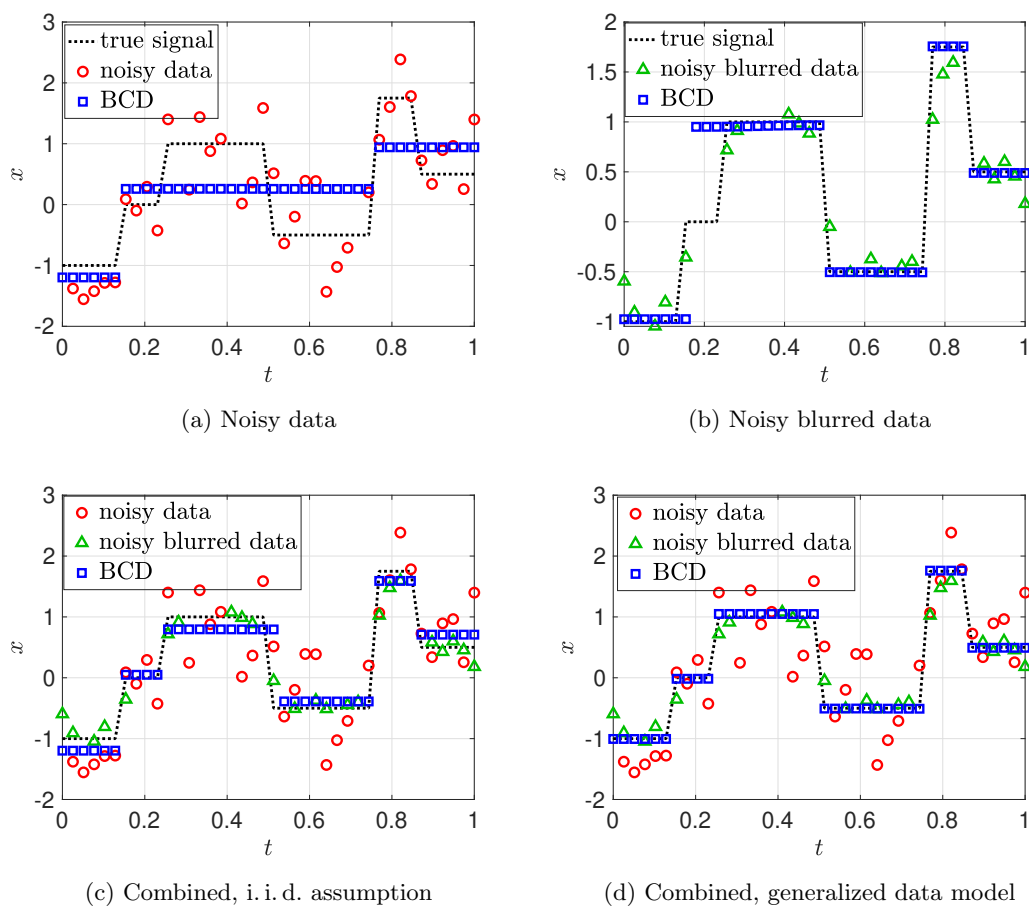 3
2
1
0
-1
-2
0
0.2
0.4
0.6
0.8
1
x
t
true signal
noisy data
BCD
(a) Noisy data
2
1.5
1
0.5
0
-0.5
-1
0
0.2
0.4
0.6
0.8
1
x
t
true signal
noisy blurred data
BCD
(b) Noisy blurred data
3
2
1
0
-1
-2
0
0.2
0.4
0.6
0.8
1
x
t
noisy data
noisy blurred data
BCD
(c) Combined, i. i. d. assumption
3
2
1
0
-1
-2
0
0.2
0.4
0.6
0.8
1
x
t
noisy data
noisy blurred data
BCD
(d) Combined, generalized data model